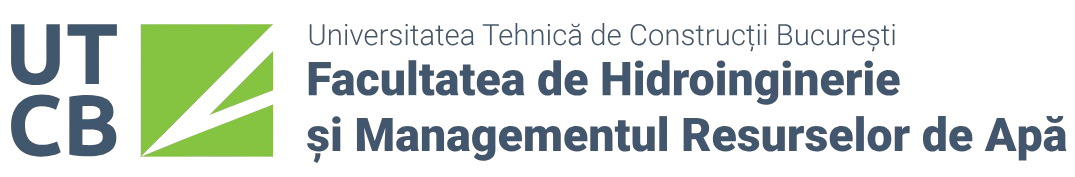 UT
CB
Universitatea Tehnică de Construcții București
Facultatea de Hidroinginerie
și Managementul Resurselor de Apă